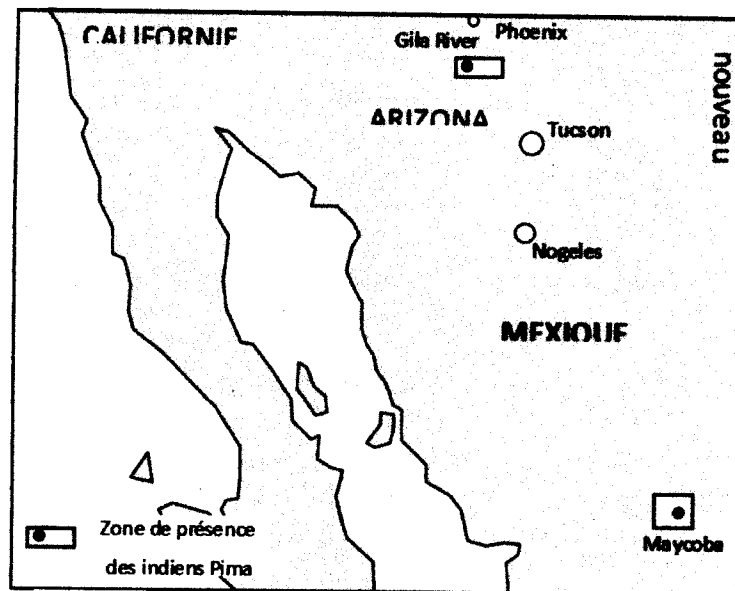 CALIFORNIE
Phoenix
Gila River
nouveau
ARIZONA
Tucson
Nogeles
MEXIQUE
Maycoba
Zone de présence
des indiens Pima